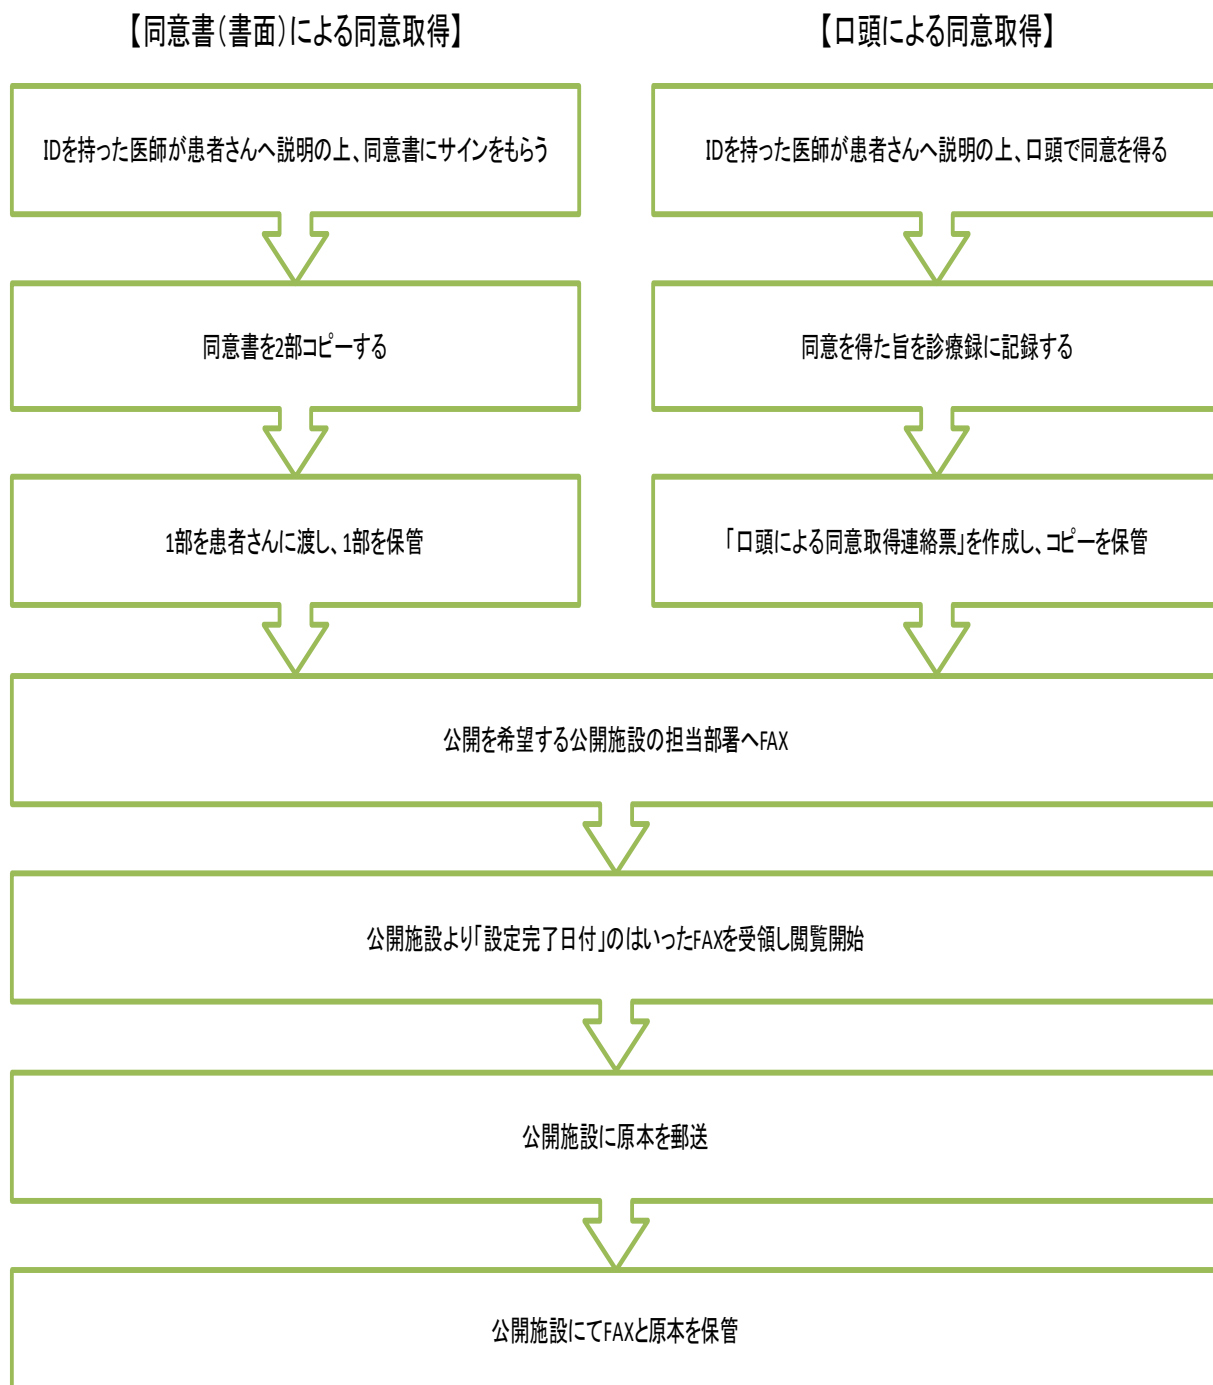 【同意書(書面)による同意取得】
【口頭による同意取得】
IDを持った医師が患者さんへ説明の上、同意書にサインをもらう
IDを持った医師が患者さんへ説明の上、口頭で同意を得る
同意書を2部コピーする
同意を得た旨を診療録に記録する
1部を患者さんに渡し、1部を保管
「口頭による同意取得連絡票」を作成し、コピーを保管
公開を希望する公開施設の担当部署へFAX
公開施設より「設定完了日付」のはいったFAXを受領し閲覧開始
公開施設に原本を郵送
公開施設にてFAXと原本を保管